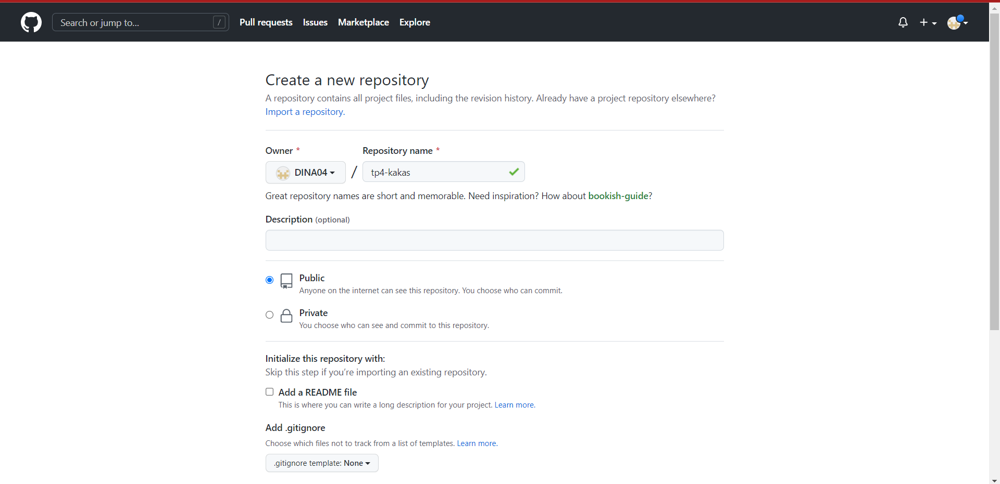 Search or jump to...
/
Pull requests
Issues
Marketplace
Explore
Create a new repository
A repository contains all project files, including the revision history. Already have a project repository elsewhere?
Import a repository.
Owner *
Repository name *
DINA04
/
tp4-kakas
Great repository names are short and memorable. Need inspiration? How about bookish-guide?
Description (optional)
Public
Anyone on the internet can see this repository. You choose who can commit.
Private
You choose who can see and commit to this repository.
Initialize this repository with:
Skip this step if you’re importing an existing repository.
Add a README file
This is where you can write a long description for your project. Learn more.
Add .gitignore
Choose which files not to track from a list of templates. Learn more.
.gitignore template: None